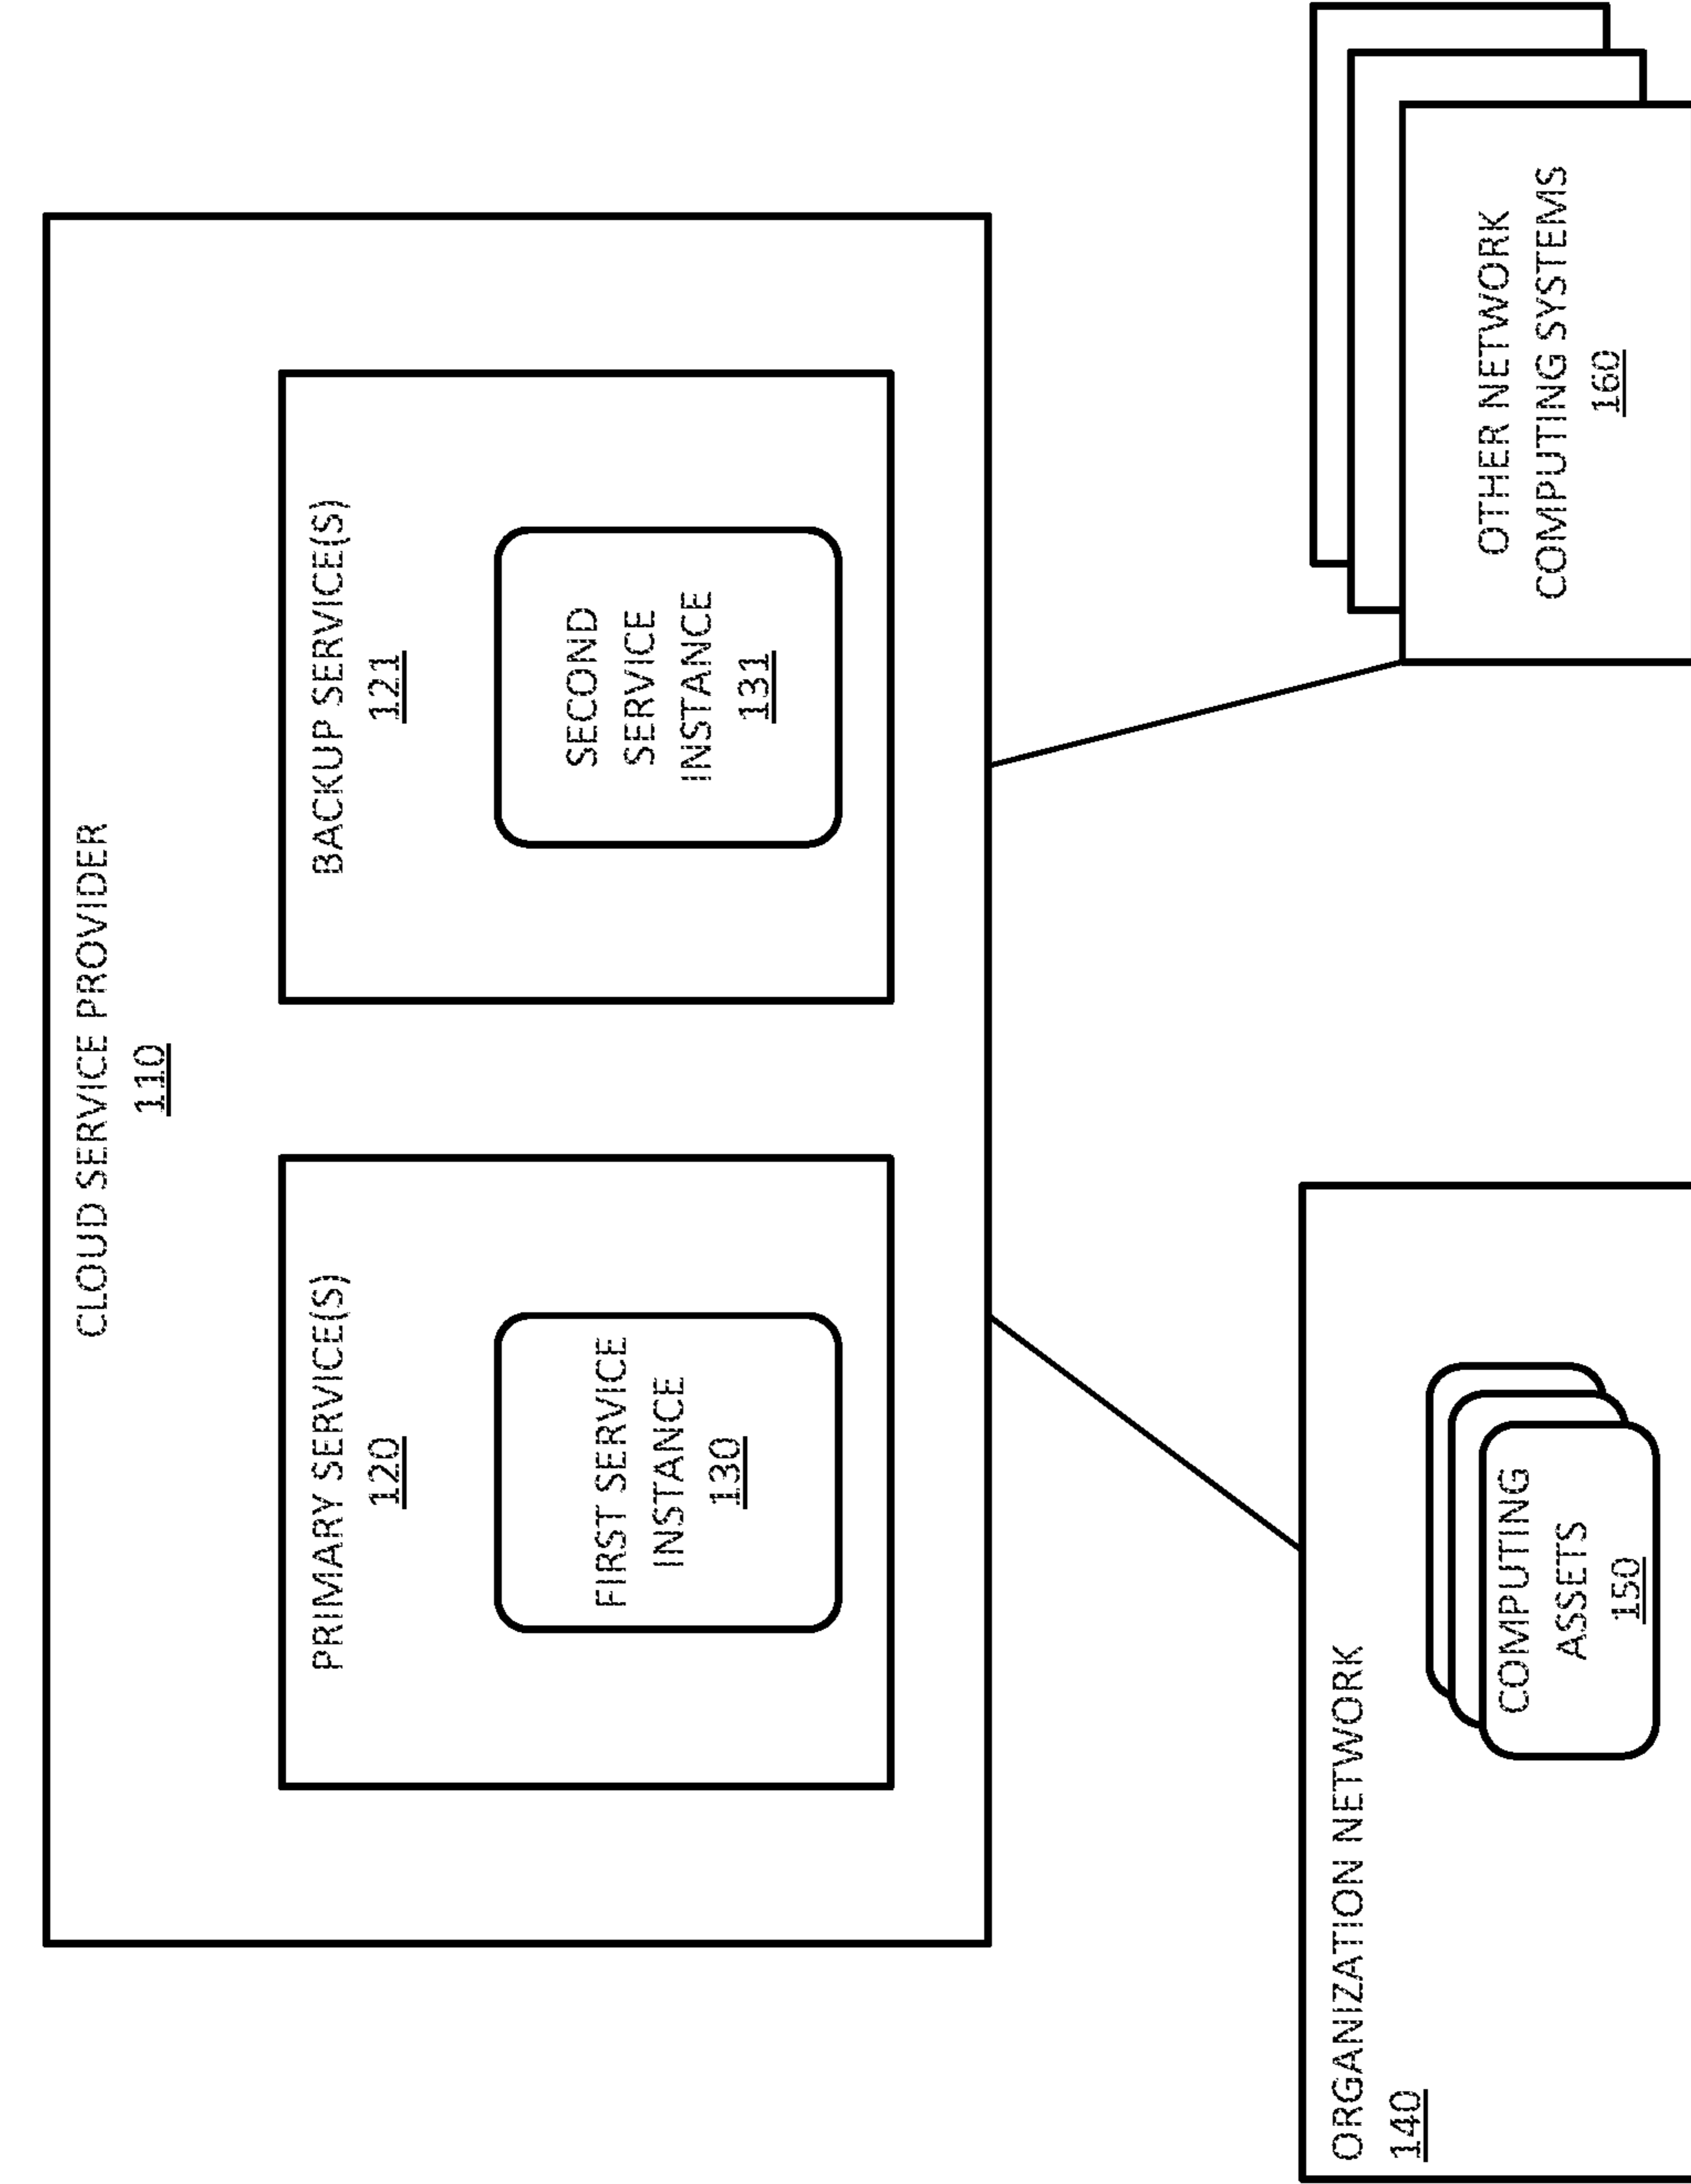 CLOUD SERVICE PROVIDER
110
PRIMARY SERVICE(S)
120
FIRST SERVICE
INSTANCE
130
BACKUP SERVICE(S)
121
SECOND
SERVICE
INSTANCE
131
ORGANIZATION NETWORK
140
COMPUTING
ASSETS
150
OTHER NETWORK
COMPUTING SYSTEMS
160